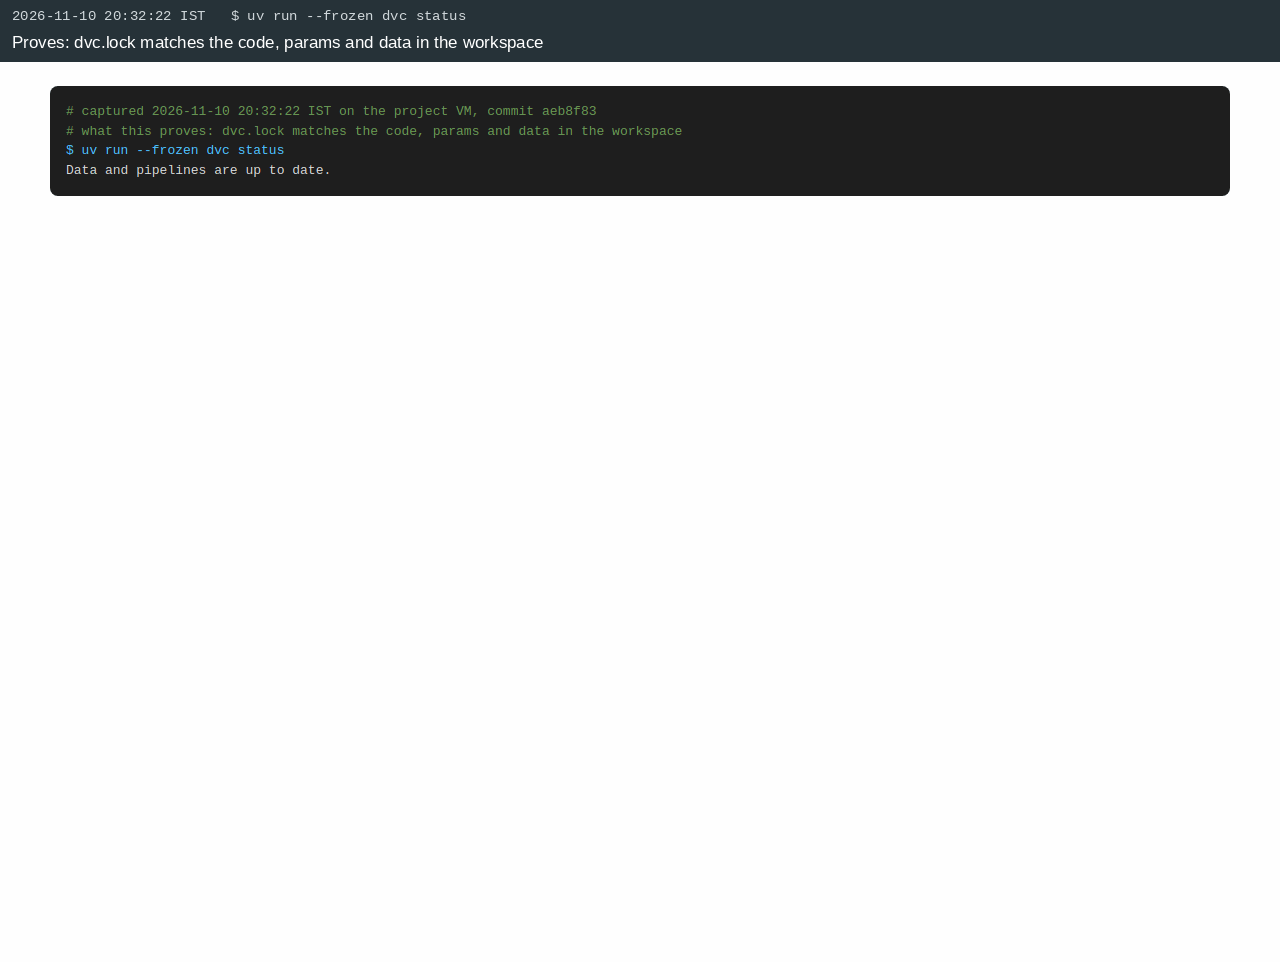 2026-11-10 20:32:22 IST   $ uv run --frozen dvc status
Proves: dvc.lock matches the code, params and data in the workspace
# captured 2026-11-10 20:32:22 IST on the project VM, commit aeb8f83
# what this proves: dvc.lock matches the code, params and data in the workspace
$ uv run --frozen dvc status
Data and pipelines are up to date.